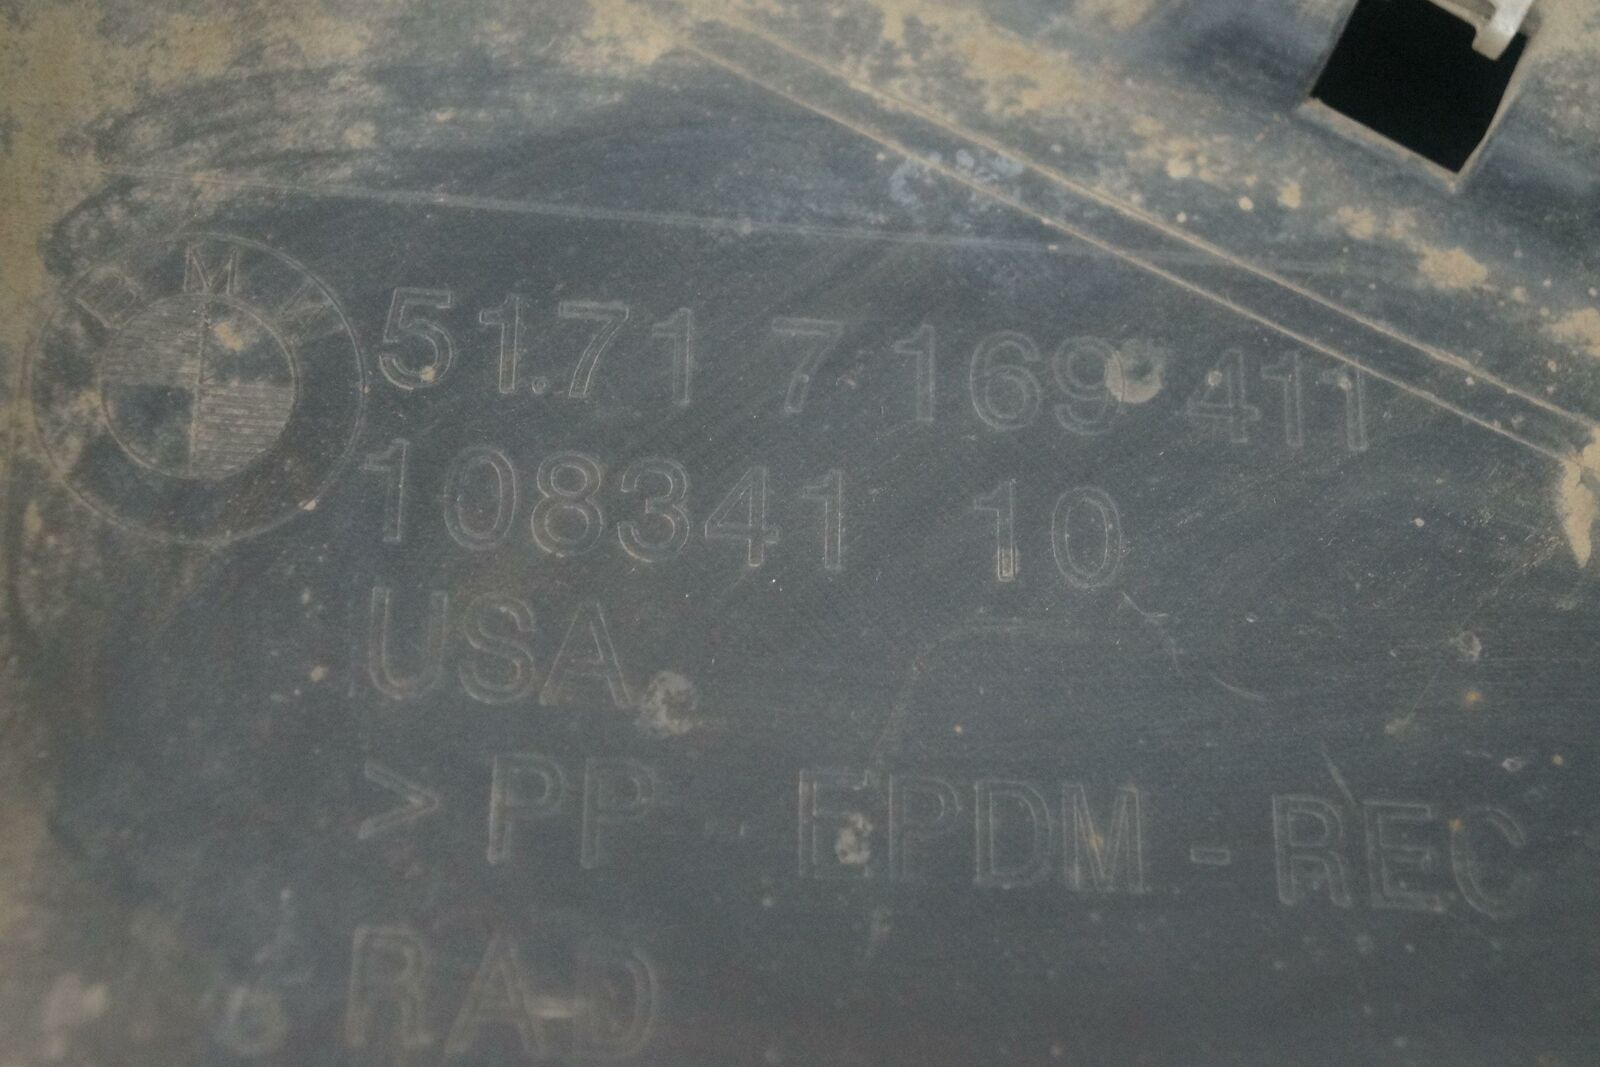 BMW
51.71 7 169 411
108341 10
USA
>PP EPDM-REC
RAD